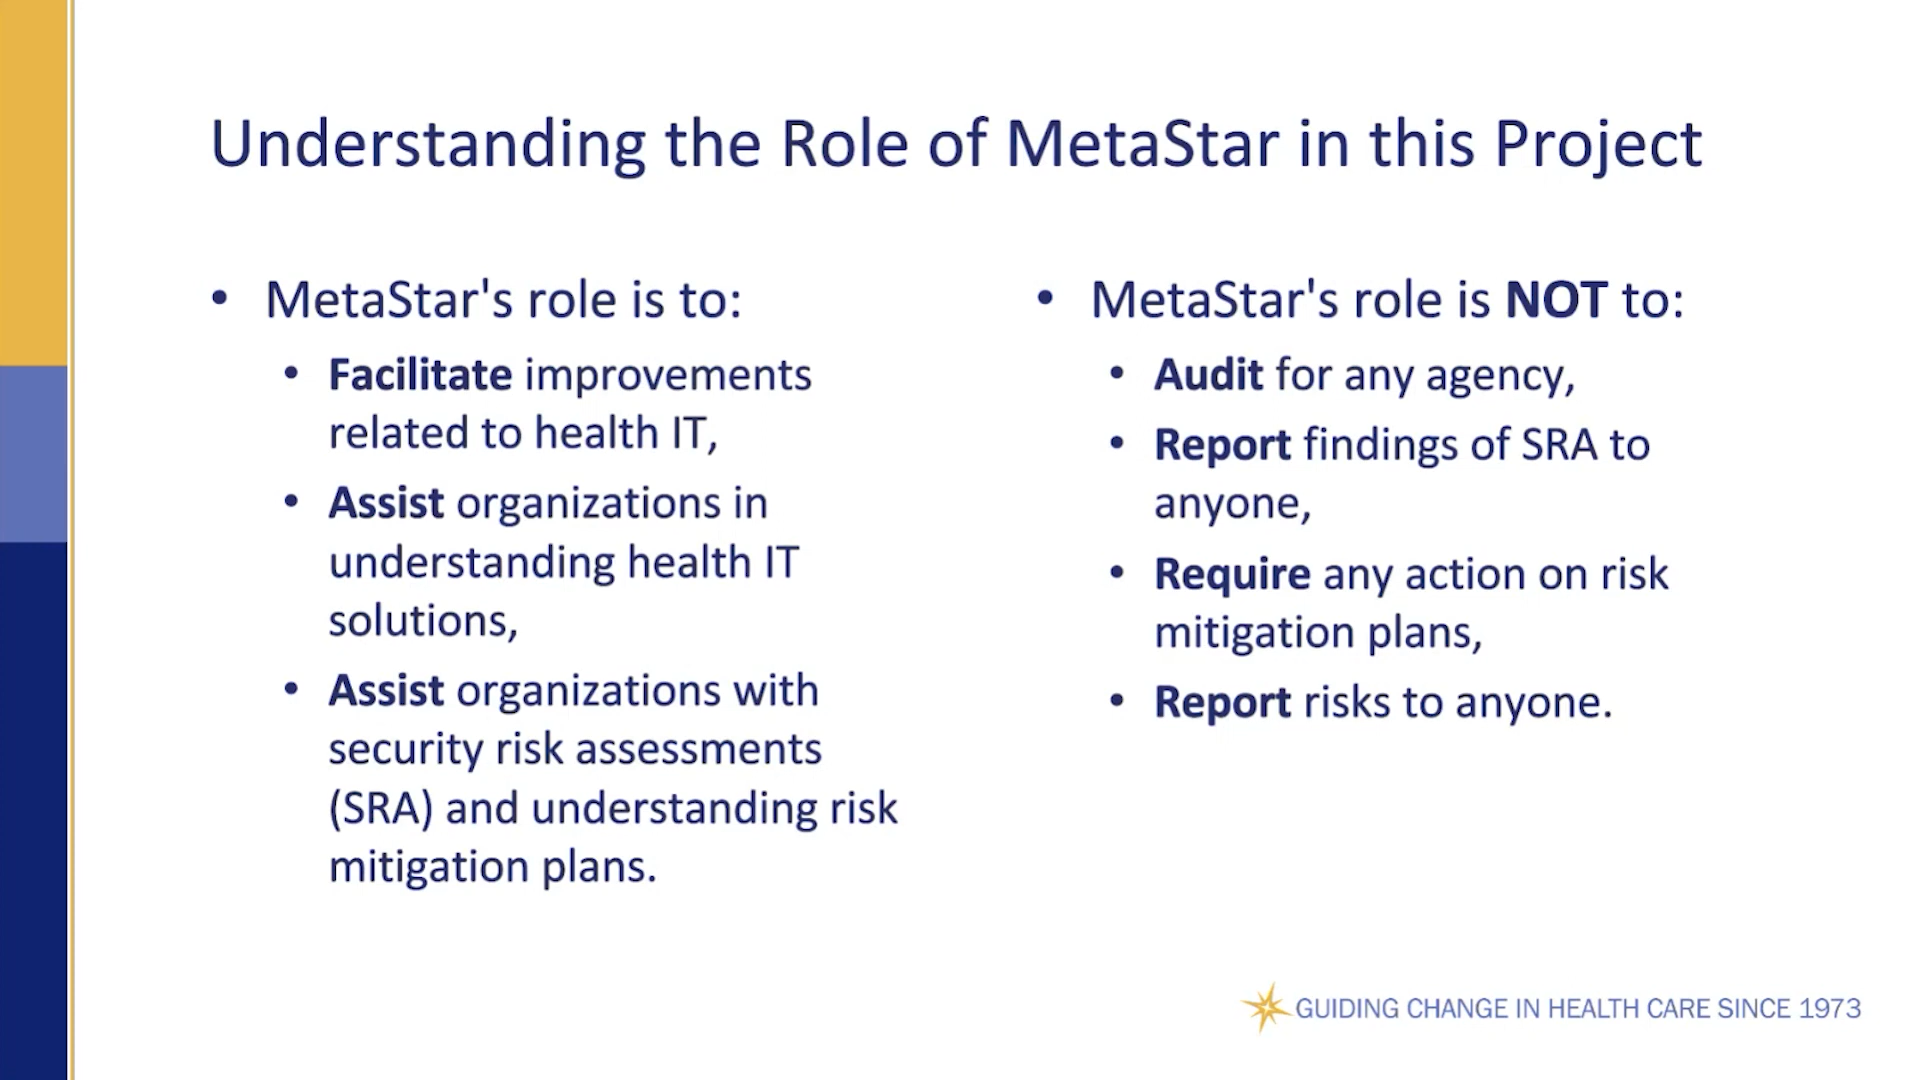 Understanding the Role of MetaStar in this Project
• MetaStar's role is to:
• Facilitate improvements
related to health IT,
• Assist organizations in
understanding health IT
solutions,
• Assist organizations with
security risk assessments
(SRA) and understanding risk
mitigation plans.
• MetaStar's role is NOT to:
• Audit for any agency,
• Report findings of SRA to
anyone,
• Require any action on risk
mitigation plans,
• Report risks to anyone.
GUIDING CHANGE IN HEALTH CARE SINCE 1973